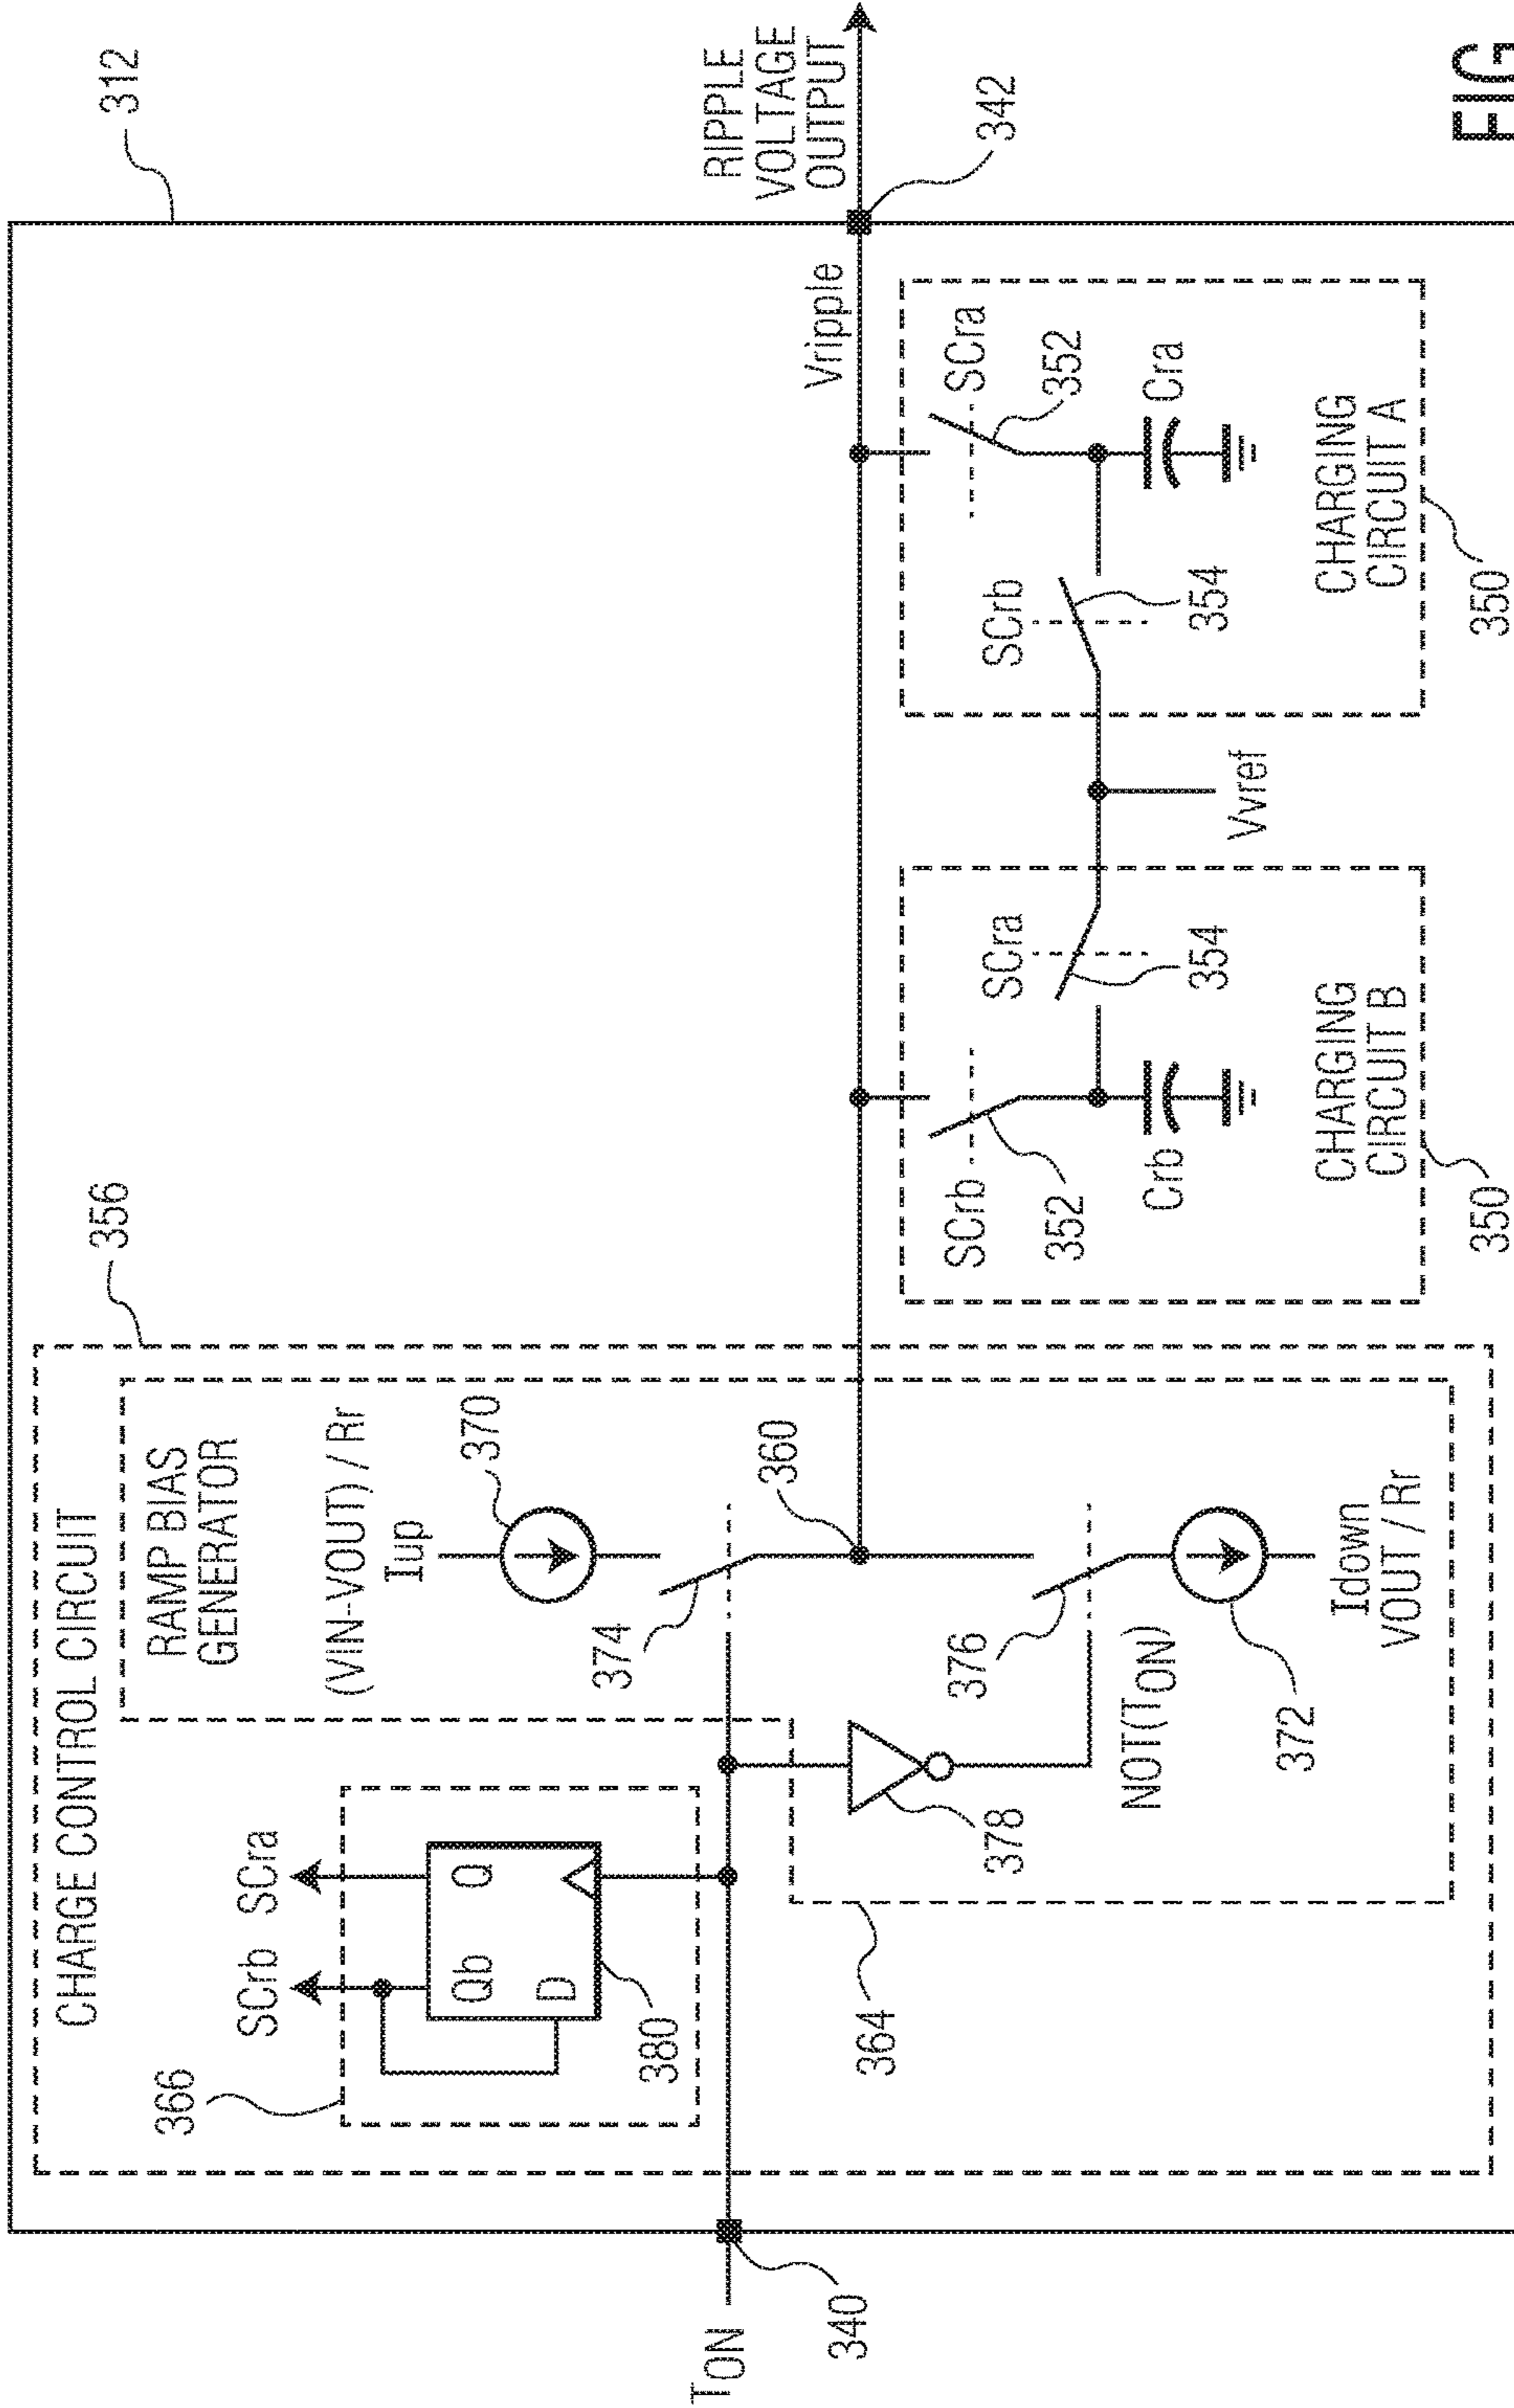 312
356
CHARGE CONTROL CIRCUIT
366
SCrb
SCra
Qb
Q
D
380
RAMP BIAS
GENERATOR
(VIN-VOUT) / Rr
Iup
370
374
360
TON
340
364
378
NOT(TON)
376
372
Idown
VOUT / Rr
Vripple
RIPPLE
VOLTAGE
OUTPUT
342
SCrb
352
Crb
SCra
354
CHARGING
CIRCUIT B
350
Vvref
SCrb
354
SCra
352
Cra
CHARGING
CIRCUIT A
350
FIG